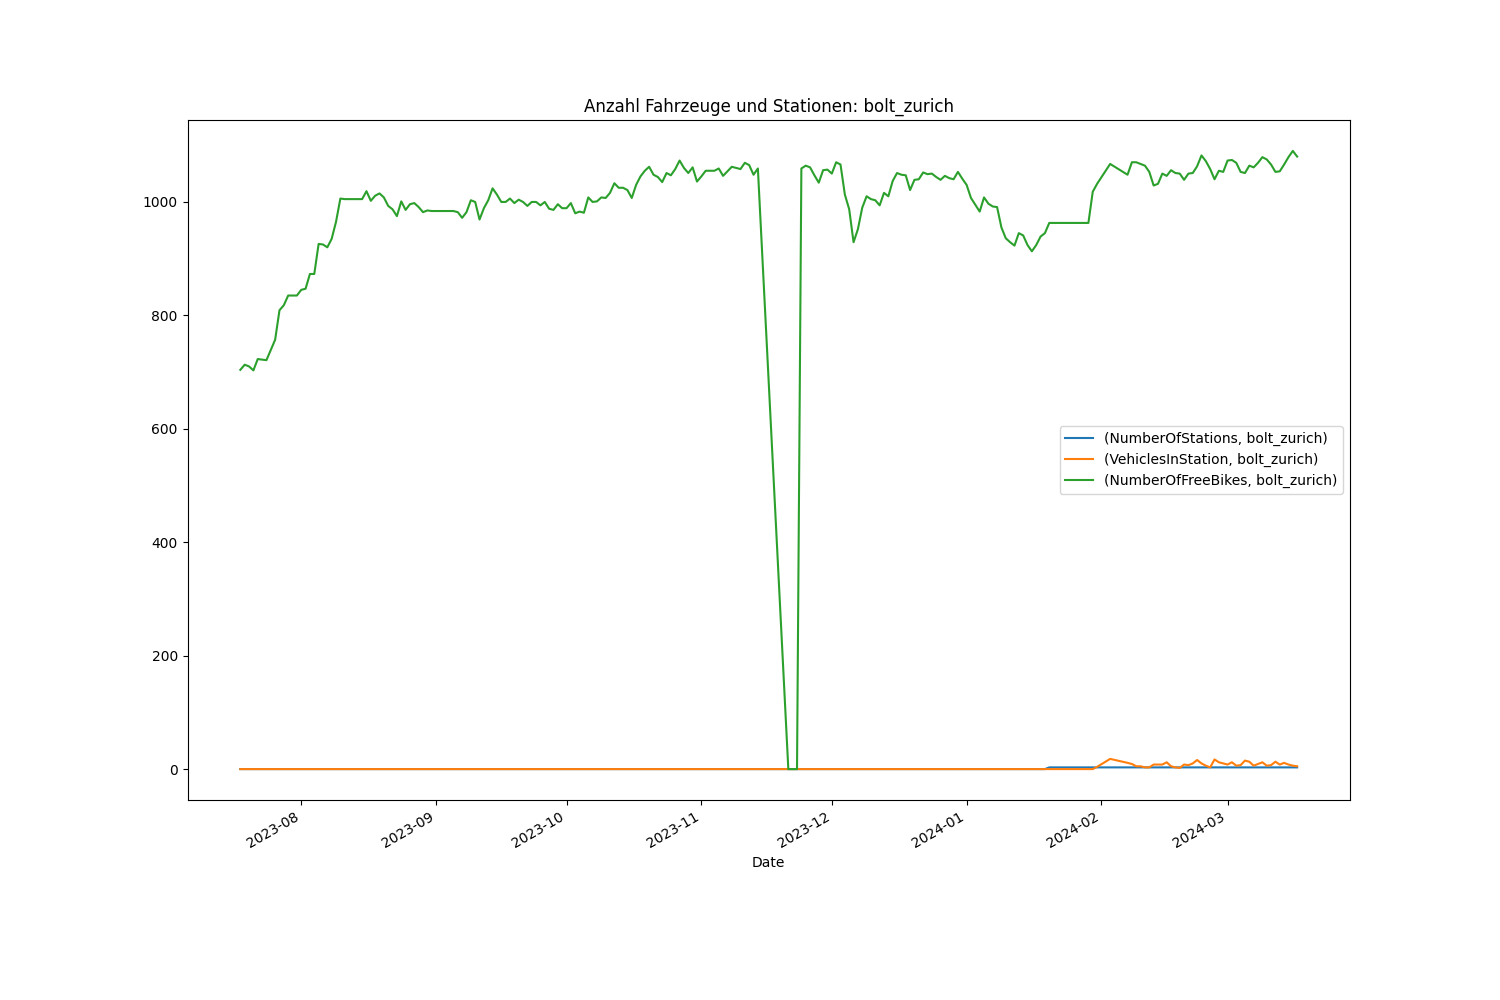 Anzahl Fahrzeuge und Stationen: bolt_zurich
1000
800
600
400
200
0
(NumberOfStations, bolt_zurich)
(VehiclesInStation, bolt_zurich)
(NumberOfFreeBikes, bolt_zurich)
2023-08
2023-09
2023-10
2023-11
2023-12
2024-01
2024-02
2024-03
Date